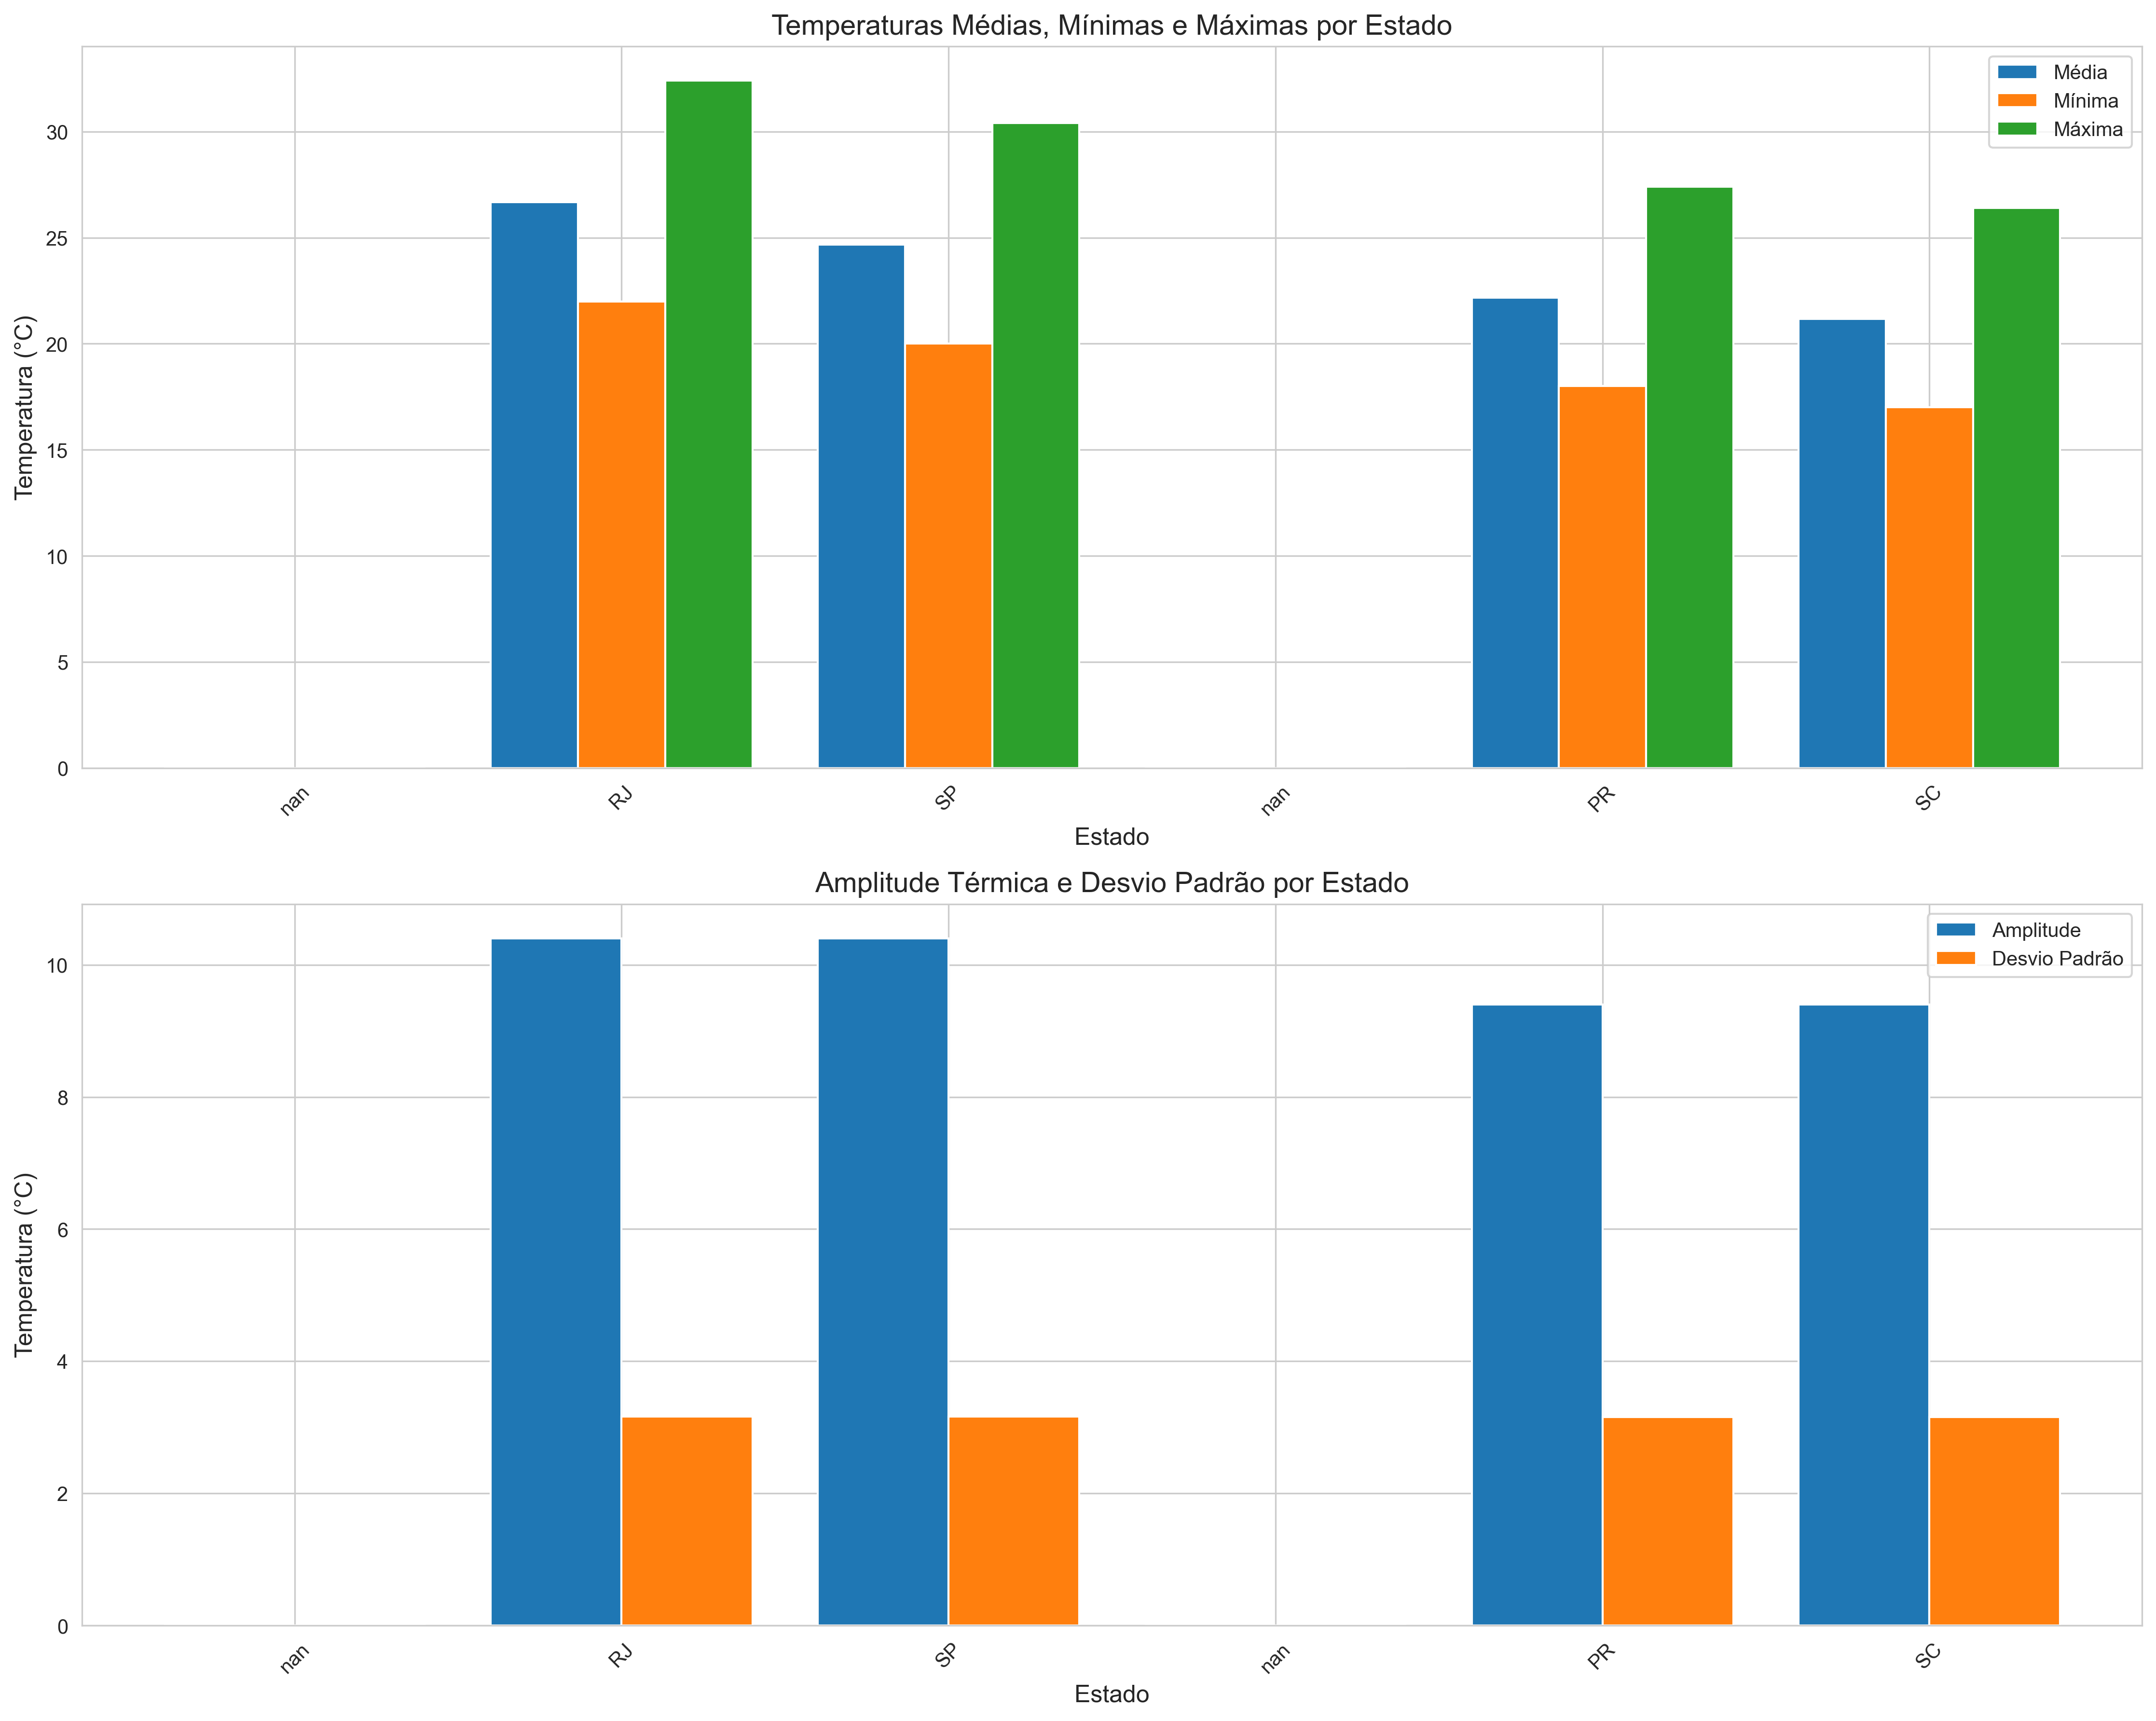 Temperaturas Médias, Mínimas e Máximas por Estado
Média
Mínima
Máxima
Temperatura (°C)
30
25
20
15
10
5
0
nan
RJ
SP
nan
PR
SC
Estado
Amplitude Térmica e Desvio Padrão por Estado
Amplitude
Desvio Padrão
Temperatura (°C)
10
8
6
4
2
0
nan
RJ
SP
nan
PR
SC
Estado